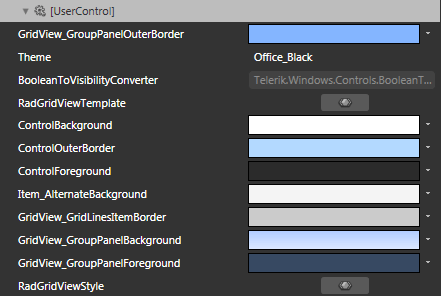 [UserControl]
GridView_GroupPanelOuterBorder
Theme Office_Black
BooleanToVisibilityConverter Telerik.Windows.Controls.BooleanT...
RadGridViewTemplate
ControlBackground
ControlOuterBorder
ControlForeground
Item_AlternateBackground
GridView_GridLinesItemBorder
GridView_GroupPanelBackground
GridView_GroupPanelForeground
RadGridViewStyle